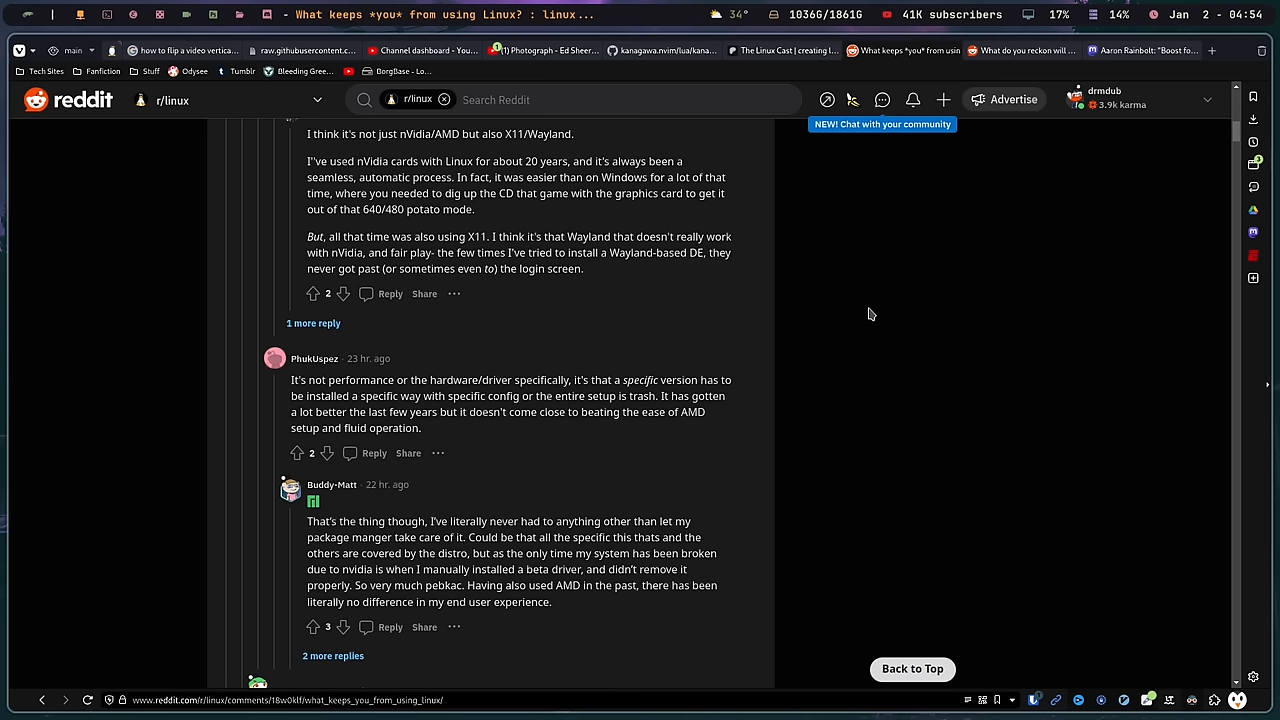 - What keeps *you* from using Linux? : linux...
34°
1036G/1861G
41K subscribers
17%
14%
Jan 2 - 04:54
main
how to flip a video vertica...
raw.githubusercontent.c...
Channel dashboard - You...
1
(1) Photograph - Ed Sheer...
kanagawa.nvim/lua/kana...
The Linux Cast | creating l...
What keeps *you* from usin
What do you reckon will ...
Aaron Rainbolt: "Boost fo...
Tech Sites
Fanfiction
Stuff
Odysee
Tumblr
Bleeding Gree...
BorgBase - Lo...
reddit
r/linux
r/linux
Search Reddit
Advertise
drmdub
3.9k karma
NEW! Chat with your community
I think it's not just nVidia/AMD but also X11/Wayland.
I''ve used nVidia cards with Linux for about 20 years, and it's always been a
seamless, automatic process. In fact, it was easier than on Windows for a lot of that
time, where you needed to dig up the CD that game with the graphics card to get it
out of that 640/480 potato mode.
But, all that time was also using X11. I think it's that Wayland that doesn't really work
with nVidia, and fair play- the few times I've tried to install a Wayland-based DE, they
never got past (or sometimes even to) the login screen.
2
Reply
Share
1 more reply
PhukUspez · 23 hr. ago
It's not performance or the hardware/driver specifically, it's that a specific version has to
be installed a specific way with specific config or the entire setup is trash. It has gotten
a lot better the last few years but it doesn't come close to beating the ease of AMD
setup and fluid operation.
2
Reply
Share
Buddy-Matt · 22 hr. ago
That's the thing though, I've literally never had to anything other than let my
package manger take care of it. Could be that all the specific this thats and the
others are covered by the distro, but as the only time my system has been broken
due to nvidia is when I manually installed a beta driver, and didn't remove it
properly. So very much pebkac. Having also used AMD in the past, there has been
literally no difference in my end user experience.
3
Reply
Share
2 more replies
Back to Top
www.reddit.com/r/linux/comments/18w0klf/what_keeps_you_from_using_linux/